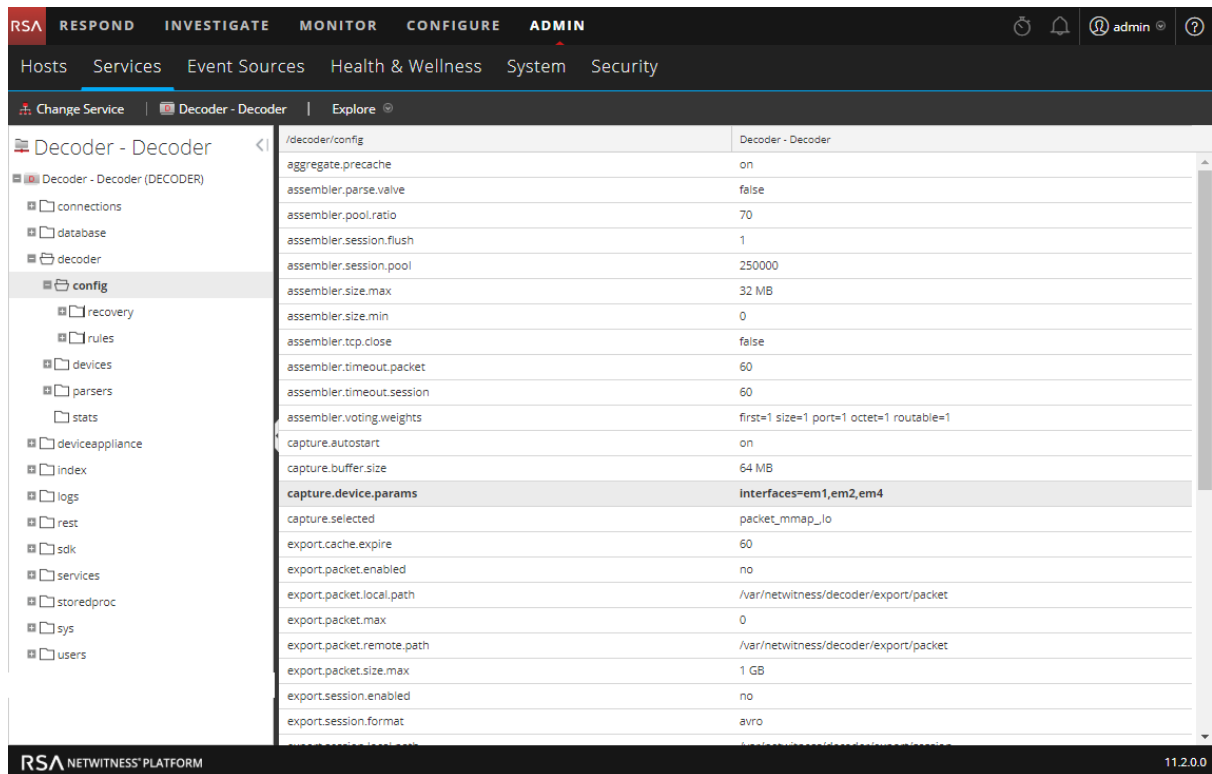 RSA RESPOND INVESTIGATE MONITOR CONFIGURE ADMIN admin
Hosts Services Event Sources Health & Wellness System Security
Change Service | Decoder - Decoder | Explore
Decoder - Decoder
Decoder - Decoder (DECODER)
connections
database
decoder
config
recovery
rules
devices
parsers
stats
deviceappliance
index
logs
rest
sdk
services
storedproc
sys
users
/decoder/config Decoder - Decoder
aggregate.precache on
assembler.parse.valve false
assembler.pool.ratio 70
assembler.session.flush 1
assembler.session.pool 250000
assembler.size.max 32 MB
assembler.size.min 0
assembler.tcp.close false
assembler.timeout.packet 60
assembler.timeout.session 60
assembler.voting.weights first=1 size=1 port=1 octet=1 routable=1
capture.autostart on
capture.buffer.size 64 MB
capture.device.params interfaces=em1,em2,em4
capture.selected packet_mmap_,lo
export.cache.expire 60
export.packet.enabled no
export.packet.local.path /var/netwitness/decoder/export/packet
export.packet.max 0
export.packet.remote.path /var/netwitness/decoder/export/packet
export.packet.size.max 1 GB
export.session.enabled no
export.session.format avro
RSA NETWITNESS® PLATFORM 11.2.0.0